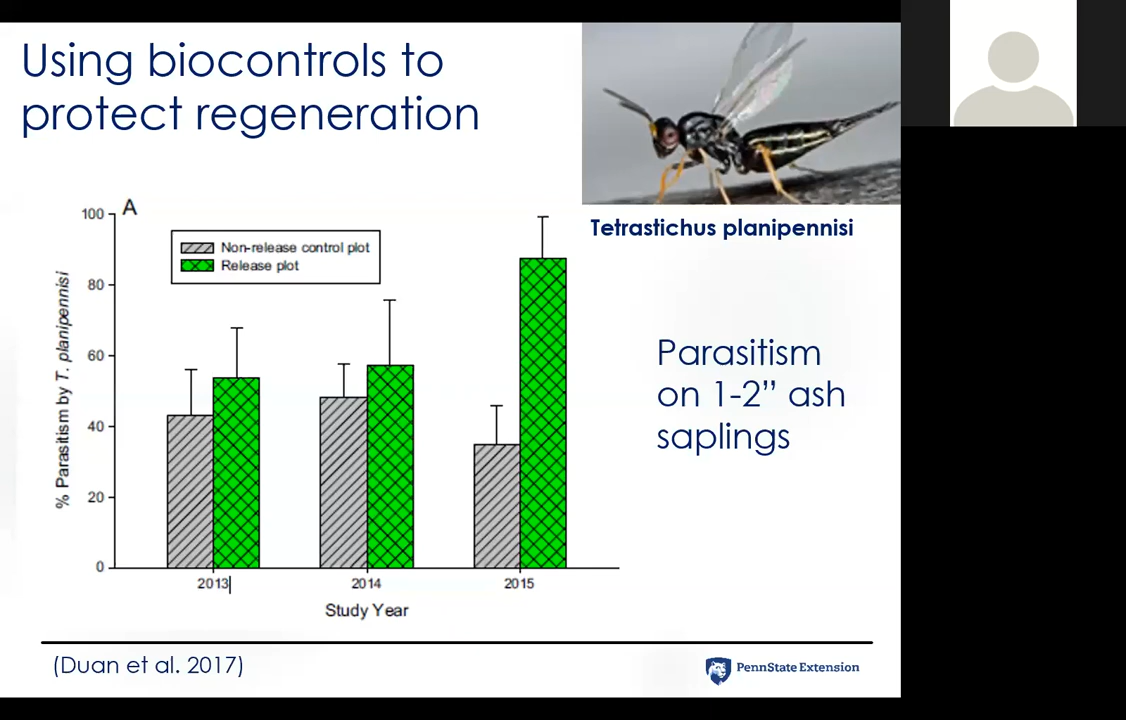 Using biocontrols to
protect regeneration
Tetrastichus planipennisi
A
Non-release control plot
Release plot
% Parasitism by T. planipennisi
100
80
60
40
20
0
2013
2014
2015
Study Year
Parasitism
on 1-2” ash
saplings
(Duan et al. 2017)
PennState Extension